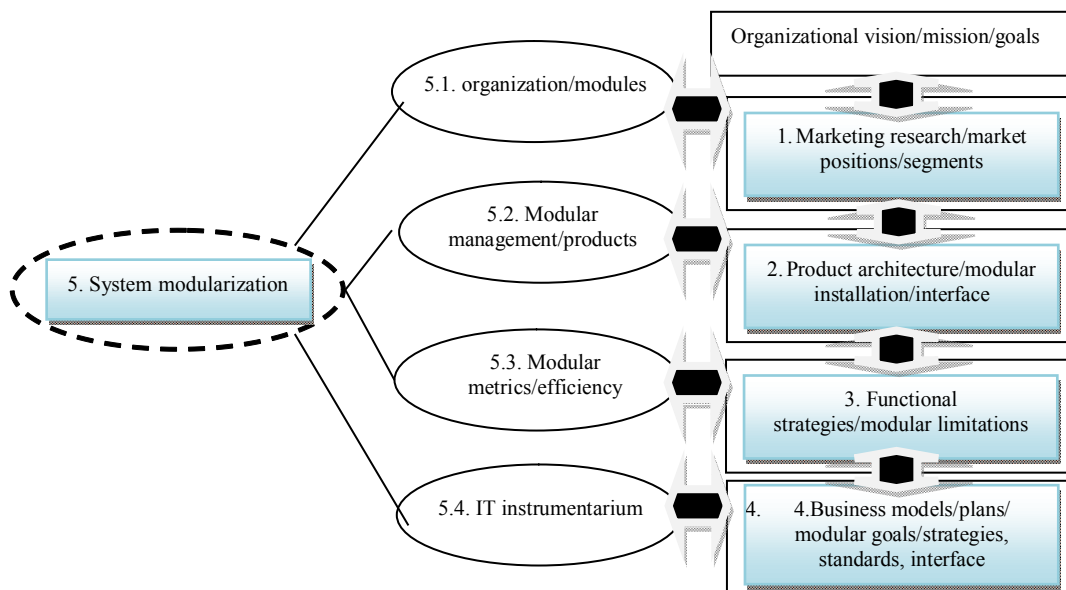 Organizational vision/mission/goals
5.1. organization/modules
1. Marketing research/market
positions/segments
5.2. Modular
management/products
5. System modularization
2. Product architecture/modular
installation/interface
5.3. Modular
metrics/efficiency
3. Functional
strategies/modular limitations
5.4. IT instrumentarium
4. 4.Business models/plans/
modular goals/strategies,
standards, interface